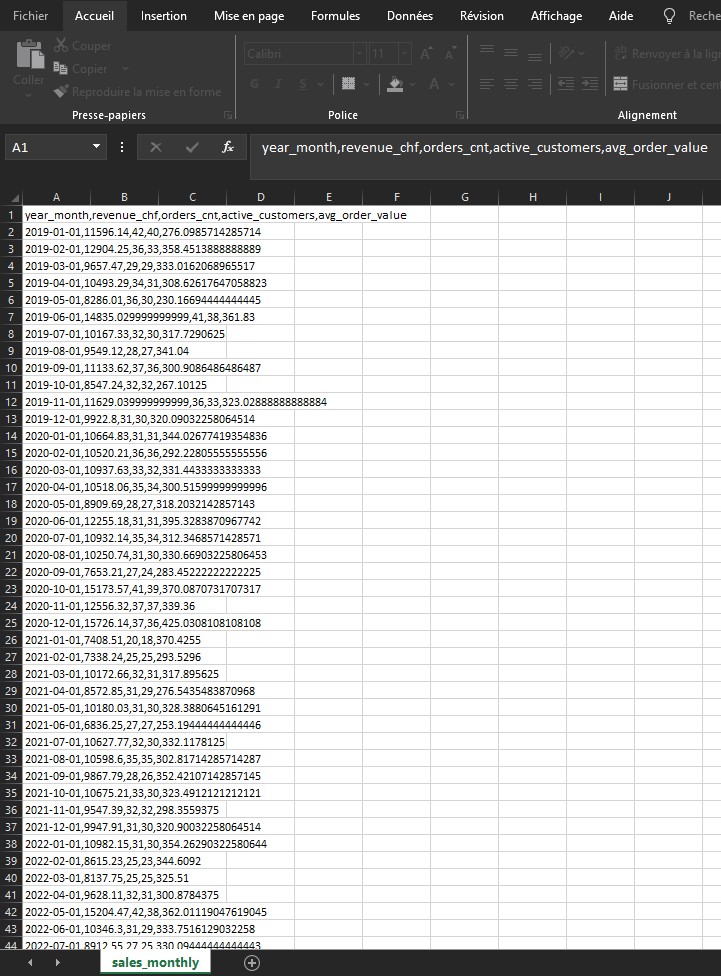 Fichier Accueil Insertion Mise en page Formules Données Révision Affichage Aide Reche
Coller
Couper
Copier
Reproduire la mise en forme
Presse-papiers
Calibri 11
G I S
Police
Renvoyer à la lign
Fusionner et cent
Alignement
A1 fx year_month,revenue_chf,orders_cnt,active_customers,avg_order_value
A B C D E F G H I J
1 year_month,revenue_chf,orders_cnt,active_customers,avg_order_value
2 2019-01-01,11596.14,42,40,276.0985714285714
3 2019-02-01,12904.25,36,33,358.4513888888889
4 2019-03-01,9657.47,29,29,333.0162068965517
5 2019-04-01,10493.29,34,31,308.62617647058823
6 2019-05-01,8286.01,36,30,230.16694444444445
7 2019-06-01,14835.029999999999,41,38,361.83
8 2019-07-01,10167.33,32,30,317.7290625
9 2019-08-01,9549.12,28,27,341.04
10 2019-09-01,11133.62,37,36,300.9086486486487
11 2019-10-01,8547.24,32,32,267.10125
12 2019-11-01,11629.039999999999,36,33,323.02888888888884
13 2019-12-01,9922.8,31,30,320.09032258064514
14 2020-01-01,10664.83,31,31,344.02677419354836
15 2020-02-01,10520.21,36,36,292.22805555555556
16 2020-03-01,10937.63,33,32,331.4433333333333
17 2020-04-01,10518.06,35,34,300.51599999999996
18 2020-05-01,8909.69,28,27,318.2032142857143
19 2020-06-01,12255.18,31,31,395.3283870967742
20 2020-07-01,10932.14,35,34,312.3468571428571
21 2020-08-01,10250.74,31,30,330.66903225806453
22 2020-09-01,7653.21,27,24,283.45222222222225
23 2020-10-01,15173.57,41,39,370.0870731707317
24 2020-11-01,12556.32,37,37,339.36
25 2020-12-01,15726.14,37,36,425.0308108108108
26 2021-01-01,7408.51,20,18,370.4255
27 2021-02-01,7338.24,25,25,293.5296
28 2021-03-01,10172.66,32,31,317.895625
29 2021-04-01,8572.85,31,29,276.5435483870968
30 2021-05-01,10180.03,31,30,328.3880645161291
31 2021-06-01,6836.25,27,27,253.19444444444446
32 2021-07-01,10627.77,32,30,332.1178125
33 2021-08-01,10598.6,35,35,302.81714285714287
34 2021-09-01,9867.79,28,26,352.42107142857145
35 2021-10-01,10675.21,33,30,323.4912121212121
36 2021-11-01,9547.39,32,32,298.3559375
37 2021-12-01,9947.91,31,30,320.90032258064514
38 2022-01-01,10982.15,31,30,354.26290322580644
39 2022-02-01,8615.23,25,23,344.6092
40 2022-03-01,8137.75,25,25,325.51
41 2022-04-01,9628.11,32,31,300.8784375
42 2022-05-01,15204.47,42,38,362.01119047619045
43 2022-06-01,10346.3,31,29,333.7516129032258
44 2022-07-01,8912.55,27,25,330.09444444444443
sales_monthly